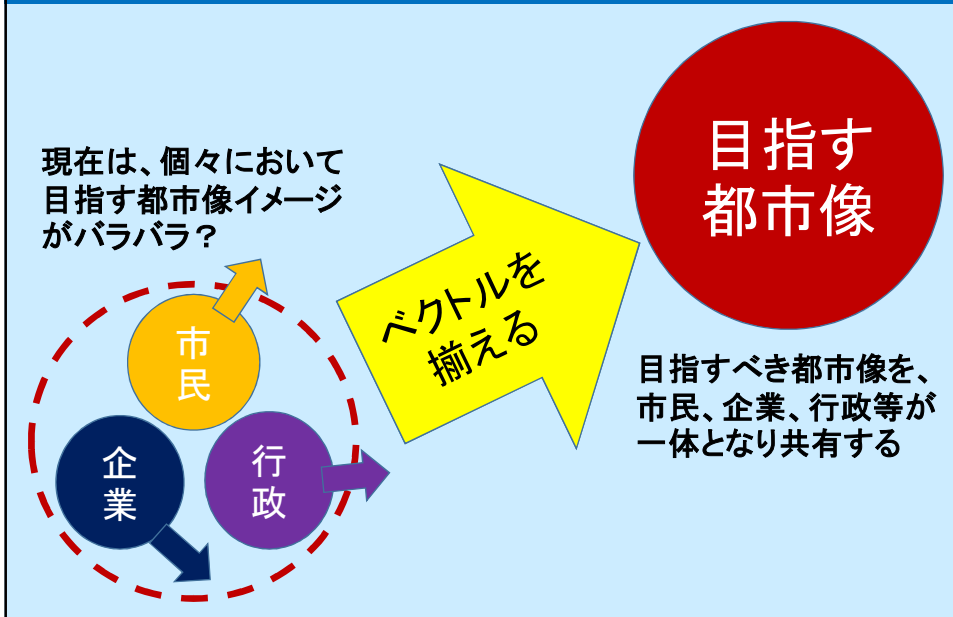 現在は、個々において
目指す都市像イメージ
がバラバラ？
市
民
企
業
行
政
ベクトルを
揃える
目指す
都市像
目指すべき都市像を、
市民、企業、行政等が
一体となり共有する